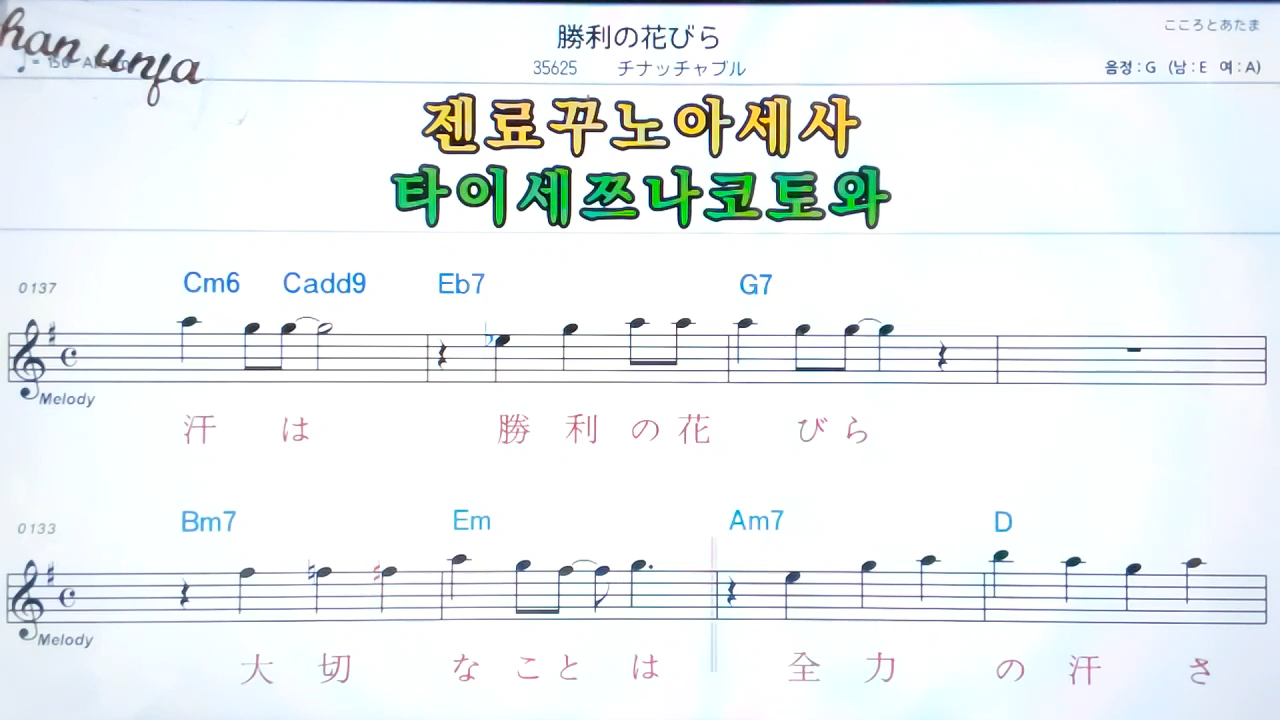 han unja
勝利の花びら
こころとあたま
35625 チナッチャブル
음정 : G (남 : E 여 : A)
젠료꾸노아세사
타이세쯔나코토와
Cm6 Cadd9 Eb7 G7
0137
Melody
汗 は 勝 利 の 花 び ら
Bm7 Em Am7 D
0133
Melody
大 切 な こ と は 全 力 の 汗 さ